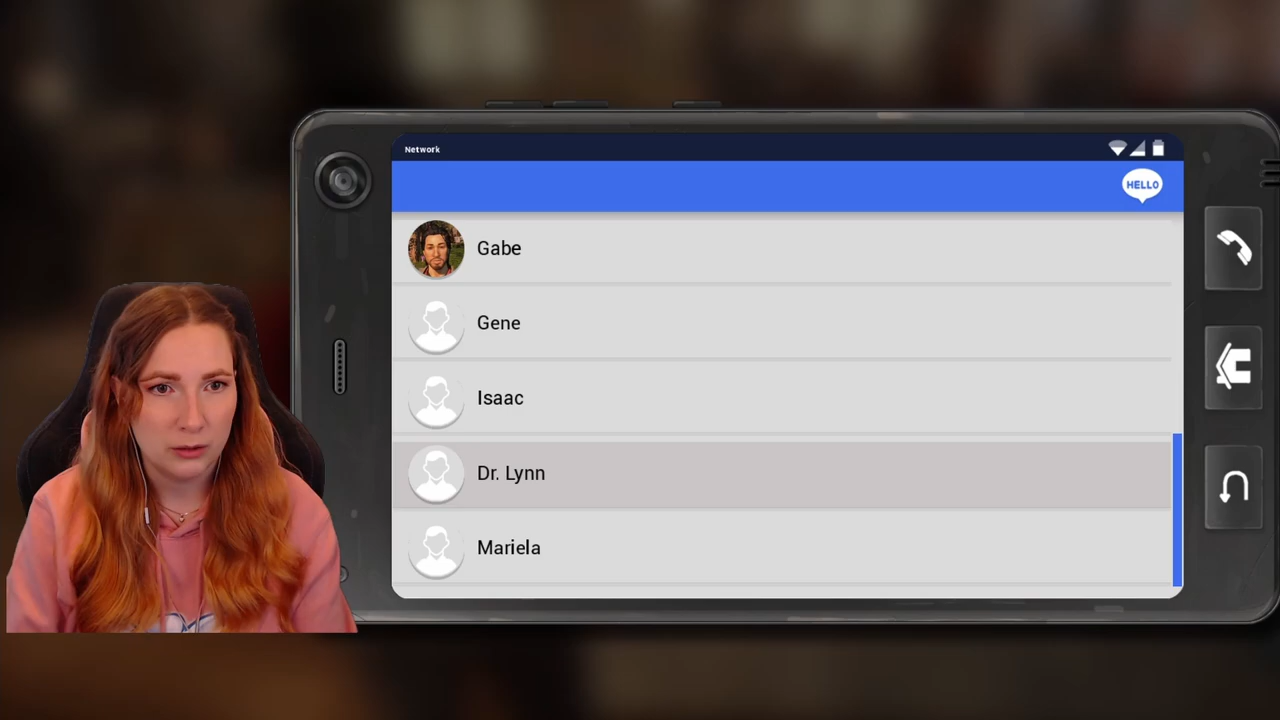 Network
HELLO
Gabe
Gene
Isaac
Dr. Lynn
Mariela